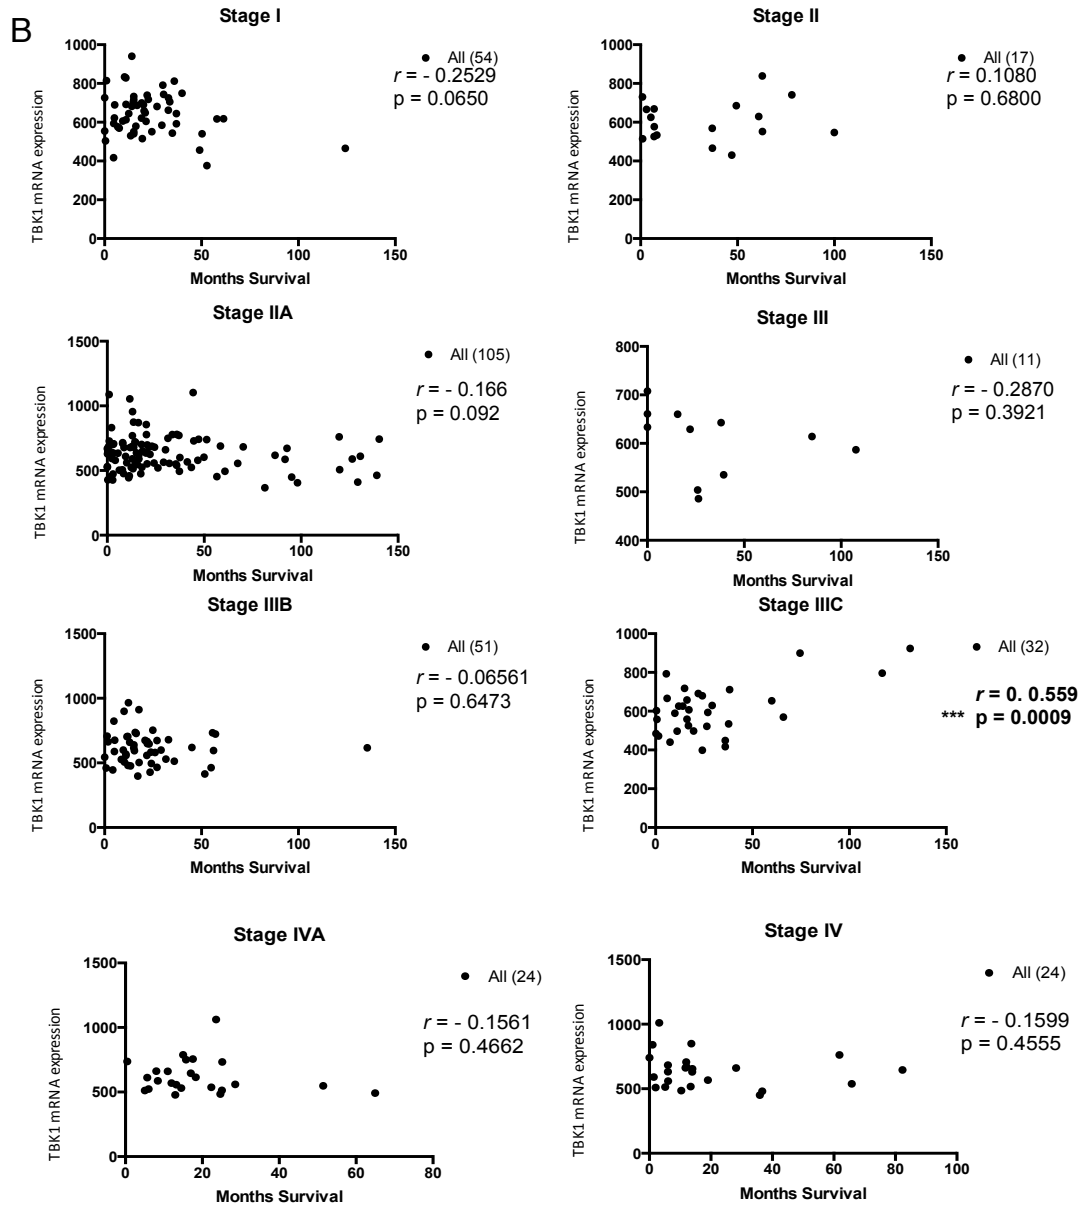 B
Stage I
TBK1 mRNA expression
1000
800
600
400
200
0
0 50 100 150
Months Survival
All (54)
r = - 0.2529
p = 0.0650
Stage II
TBK1 mRNA expression
1000
800
600
400
200
0
0 50 100 150
Months Survival
All (17)
r = 0.1080
p = 0.6800
Stage IIA
TBK1 mRNA expression
1500
1000
500
0
0 50 100 150
Months Survival
All (105)
r = - 0.166
p = 0.092
Stage III
TBK1 mRNA expression
800
700
600
500
400
0 50 100 150
Months Survival
All (11)
r = - 0.2870
p = 0.3921
Stage IIIB
TBK1 mRNA expression
1500
1000
500
0
0 50 100 150
Months Survival
All (51)
r = - 0.06561
p = 0.6473
Stage IIIC
TBK1 mRNA expression
1000
800
600
400
200
0
0 50 100 150
Months Survival
All (32)
r = 0. 0.559
*** p = 0.0009
Stage IVA
TBK1 mRNA expression
1500
1000
500
0
0 20 40 60 80
Months Survival
All (24)
r = - 0.1561
p = 0.4662
Stage IV
TBK1 mRNA expression
1500
1000
500
0
0 20 40 60 80 100
Months Survival
All (24)
r = - 0.1599
p = 0.4555